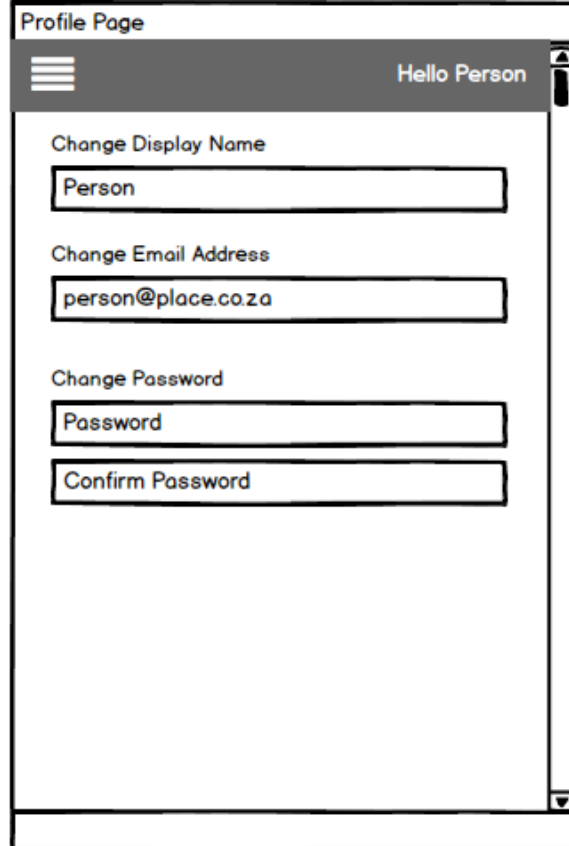 Profile Page
Hello Person
Change Display Name
Person
Change Email Address
person@place.co.za
Change Password
Password
Confirm Password